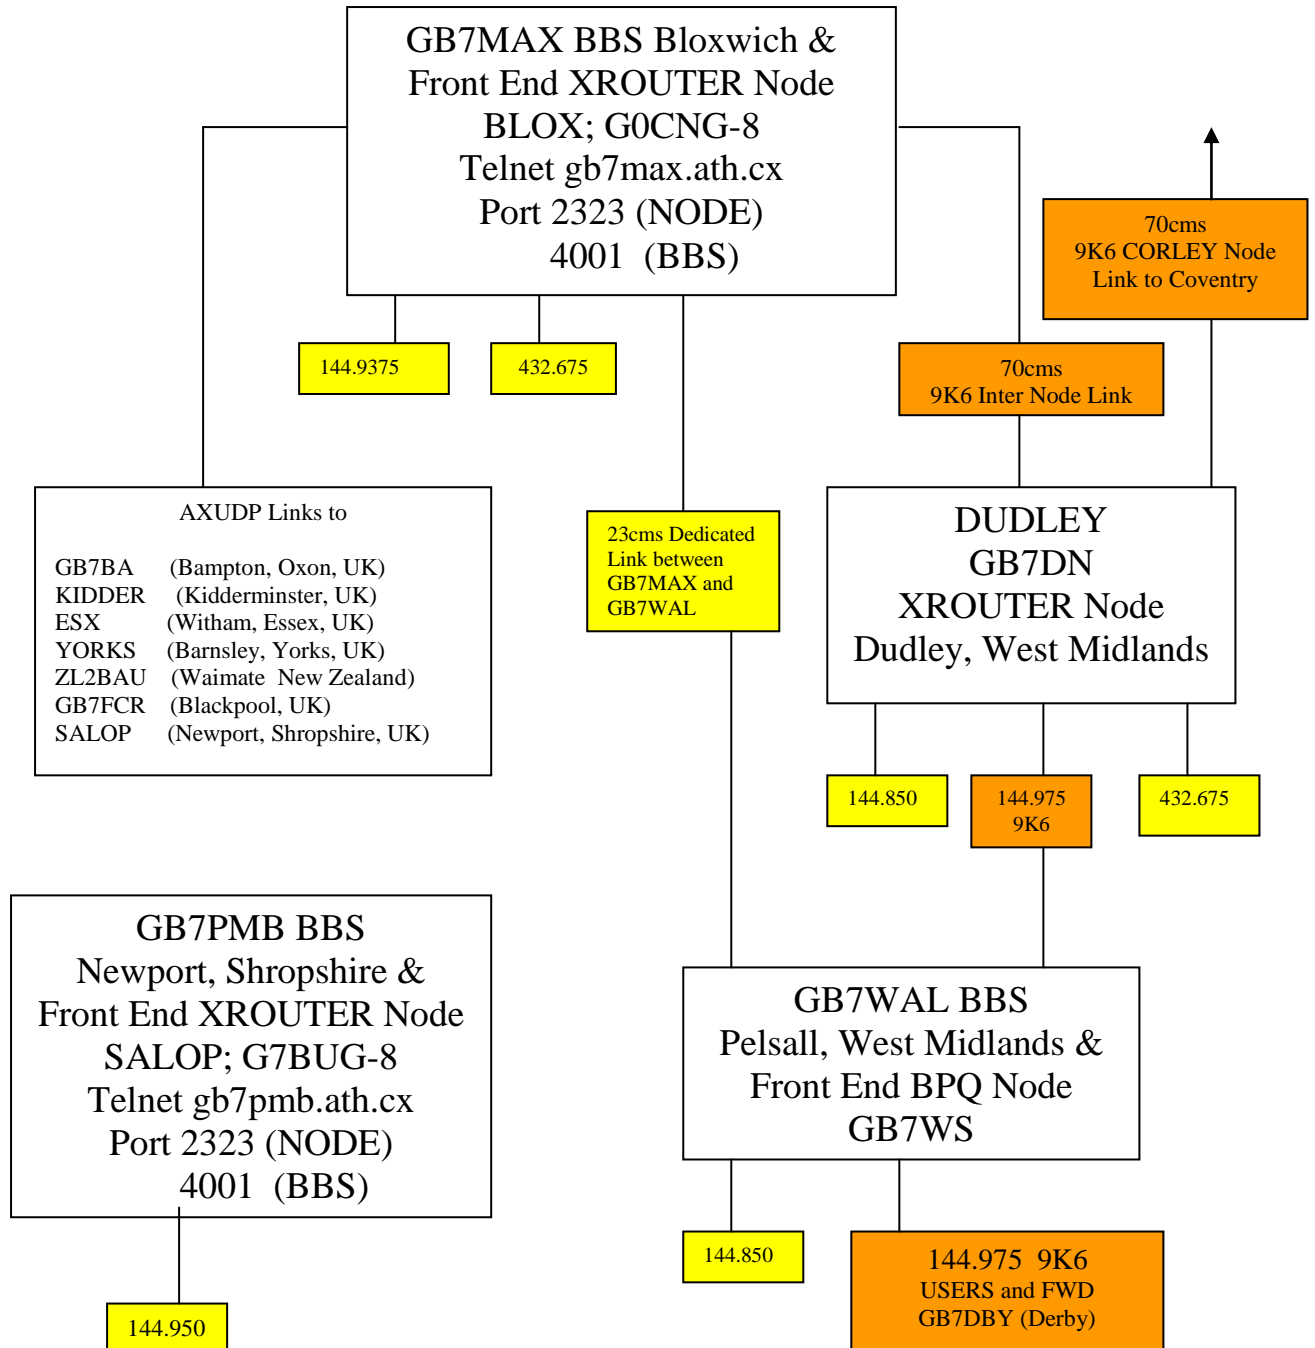 GB7MAX BBS Bloxwich &
Front End XROUTER Node
BLOX; G0CNG-8
Telnet gb7max.ath.cx
Port 2323 (NODE)
4001 (BBS)
70cms
9K6 CORLEY Node
Link to Coventry
144.9375
432.675
70cms
9K6 Inter Node Link
AXUDP Links to
GB7BA (Bampton, Oxon, UK)
KIDDER (Kidderminster, UK)
ESX (Witham, Essex, UK)
YORKS (Barnsley, Yorks, UK)
ZL2BAU (Waimate New Zealand)
GB7FCR (Blackpool, UK)
SALOP (Newport, Shropshire, UK)
23cms Dedicated
Link between
GB7MAX and
GB7WAL
DUDLEY
GB7DN
XROUTER Node
Dudley, West Midlands
144.850
144.975
9K6
432.675
GB7PMB BBS
Newport, Shropshire &
Front End XROUTER Node
SALOP; G7BUG-8
Telnet gb7pmb.ath.cx
Port 2323 (NODE)
4001 (BBS)
GB7WAL BBS
Pelsall, West Midlands &
Front End BPQ Node
GB7WS
144.850
144.975 9K6
USERS and FWD
GB7DBY (Derby)
144.950